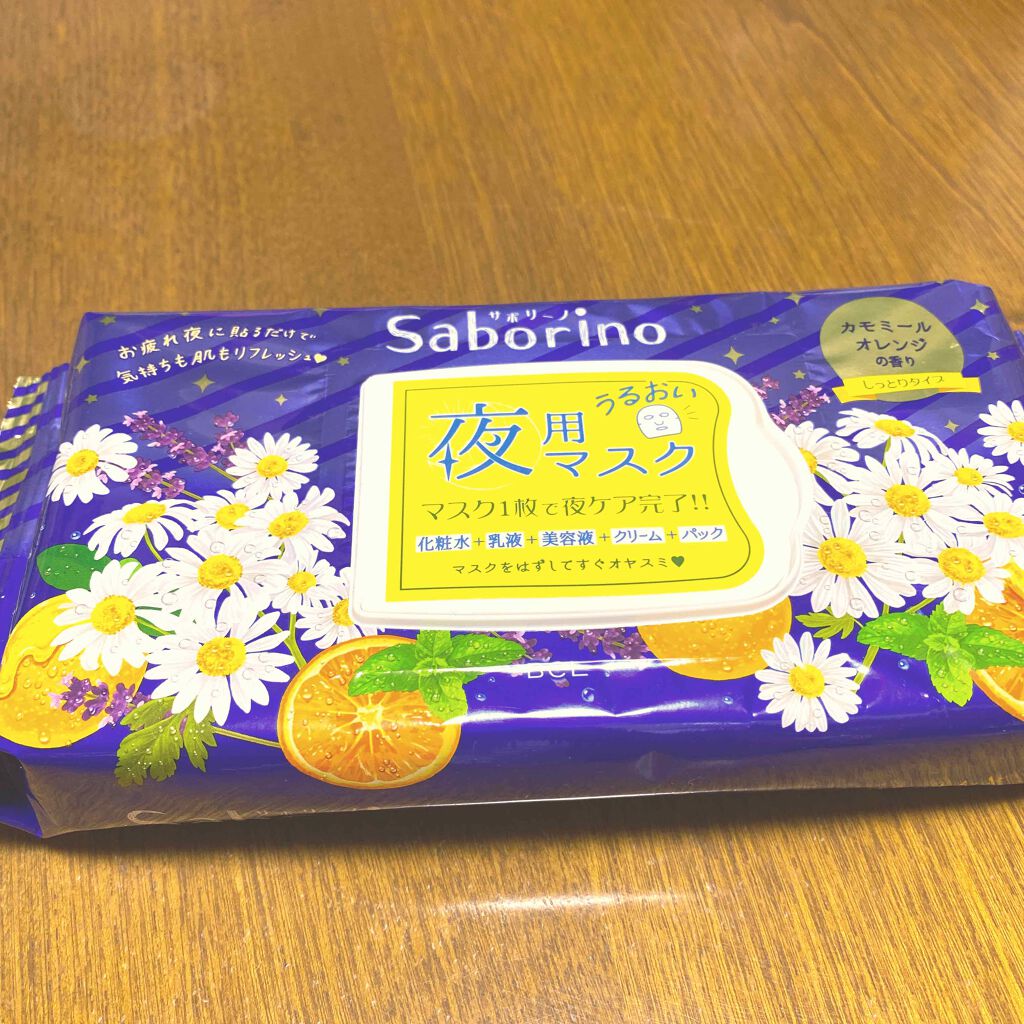 サボリーノ
Saborino
お疲れ夜に貼るだけで
気持ちも肌もリフレッシュ♥
カモミール
オレンジ
の香り
しっとりタイプ
うるおい
夜用
マスク
マスク1枚で夜ケア完了!!
化粧水+乳液+美容液+クリーム+パック
マスクをはずしてすぐオヤスミ♥
BCL